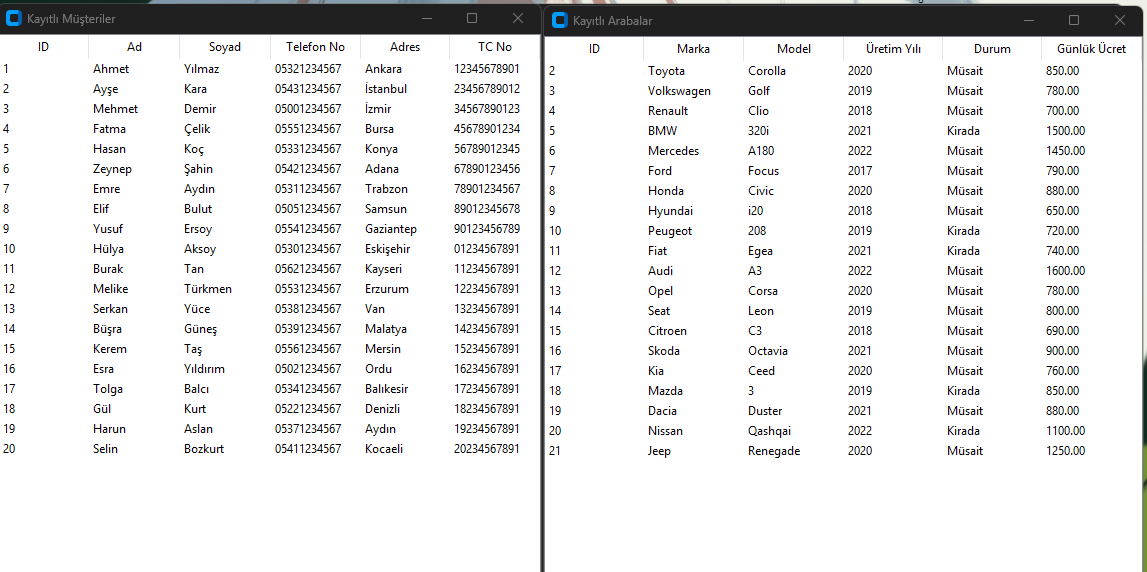 Kayıtlı Müşteriler
ID Ad Soyad Telefon No Adres TC No
1 Ahmet Yılmaz 05321234567 Ankara 12345678901
2 Ayşe Kara 05431234567 İstanbul 23456789012
3 Mehmet Demir 05001234567 İzmir 34567890123
4 Fatma Çelik 05551234567 Bursa 45678901234
5 Hasan Koç 05331234567 Konya 56789012345
6 Zeynep Şahin 05421234567 Adana 67890123456
7 Emre Aydın 05311234567 Trabzon 78901234567
8 Elif Bulut 05051234567 Samsun 89012345678
9 Yusuf Ersoy 05541234567 Gaziantep 90123456789
10 Hülya Aksoy 05301234567 Eskişehir 01234567891
11 Burak Tan 05621234567 Kayseri 11234567891
12 Melike Türkmen 05531234567 Erzurum 12234567891
13 Serkan Yüce 05381234567 Van 13234567891
14 Büşra Güneş 05391234567 Malatya 14234567891
15 Kerem Taş 05561234567 Mersin 15234567891
16 Esra Yıldırım 05021234567 Ordu 16234567891
17 Tolga Balcı 05341234567 Balıkesir 17234567891
18 Gül Kurt 05221234567 Denizli 18234567891
19 Harun Aslan 05371234567 Aydın 19234567891
20 Selin Bozkurt 05411234567 Kocaeli 20234567891
Kayıtlı Arabalar
ID Marka Model Üretim Yılı Durum Günlük Ücret
2 Toyota Corolla 2020 Müsait 850.00
3 Volkswagen Golf 2019 Müsait 780.00
4 Renault Clio 2018 Müsait 700.00
5 BMW 320i 2021 Kirada 1500.00
6 Mercedes A180 2022 Müsait 1450.00
7 Ford Focus 2017 Müsait 790.00
8 Honda Civic 2020 Müsait 880.00
9 Hyundai i20 2018 Müsait 650.00
10 Peugeot 208 2019 Kirada 720.00
11 Fiat Egea 2021 Kirada 740.00
12 Audi A3 2022 Müsait 1600.00
13 Opel Corsa 2020 Müsait 780.00
14 Seat Leon 2019 Müsait 800.00
15 Citroen C3 2018 Müsait 690.00
16 Skoda Octavia 2021 Müsait 900.00
17 Kia Ceed 2020 Müsait 760.00
18 Mazda 3 2019 Kirada 850.00
19 Dacia Duster 2021 Müsait 880.00
20 Nissan Qashqai 2022 Kirada 1100.00
21 Jeep Renegade 2020 Müsait 1250.00